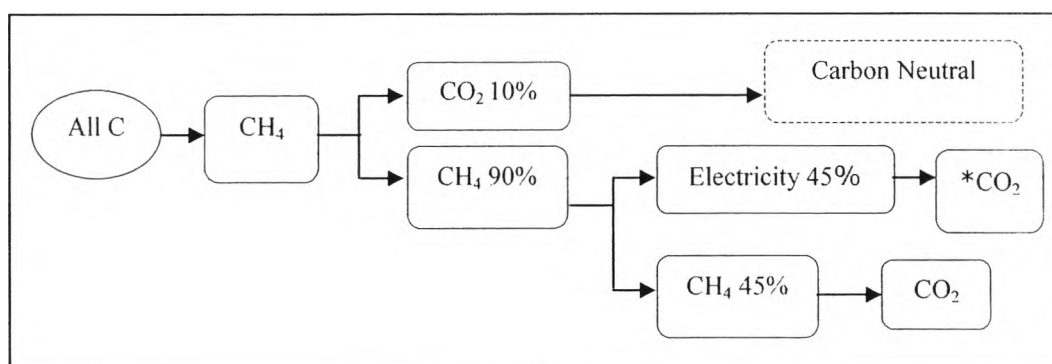 All C
CH₄
CO₂ 10%
Carbon Neutral
CH₄ 90%
Electricity 45%
*CO₂
CH₄ 45%
CO₂